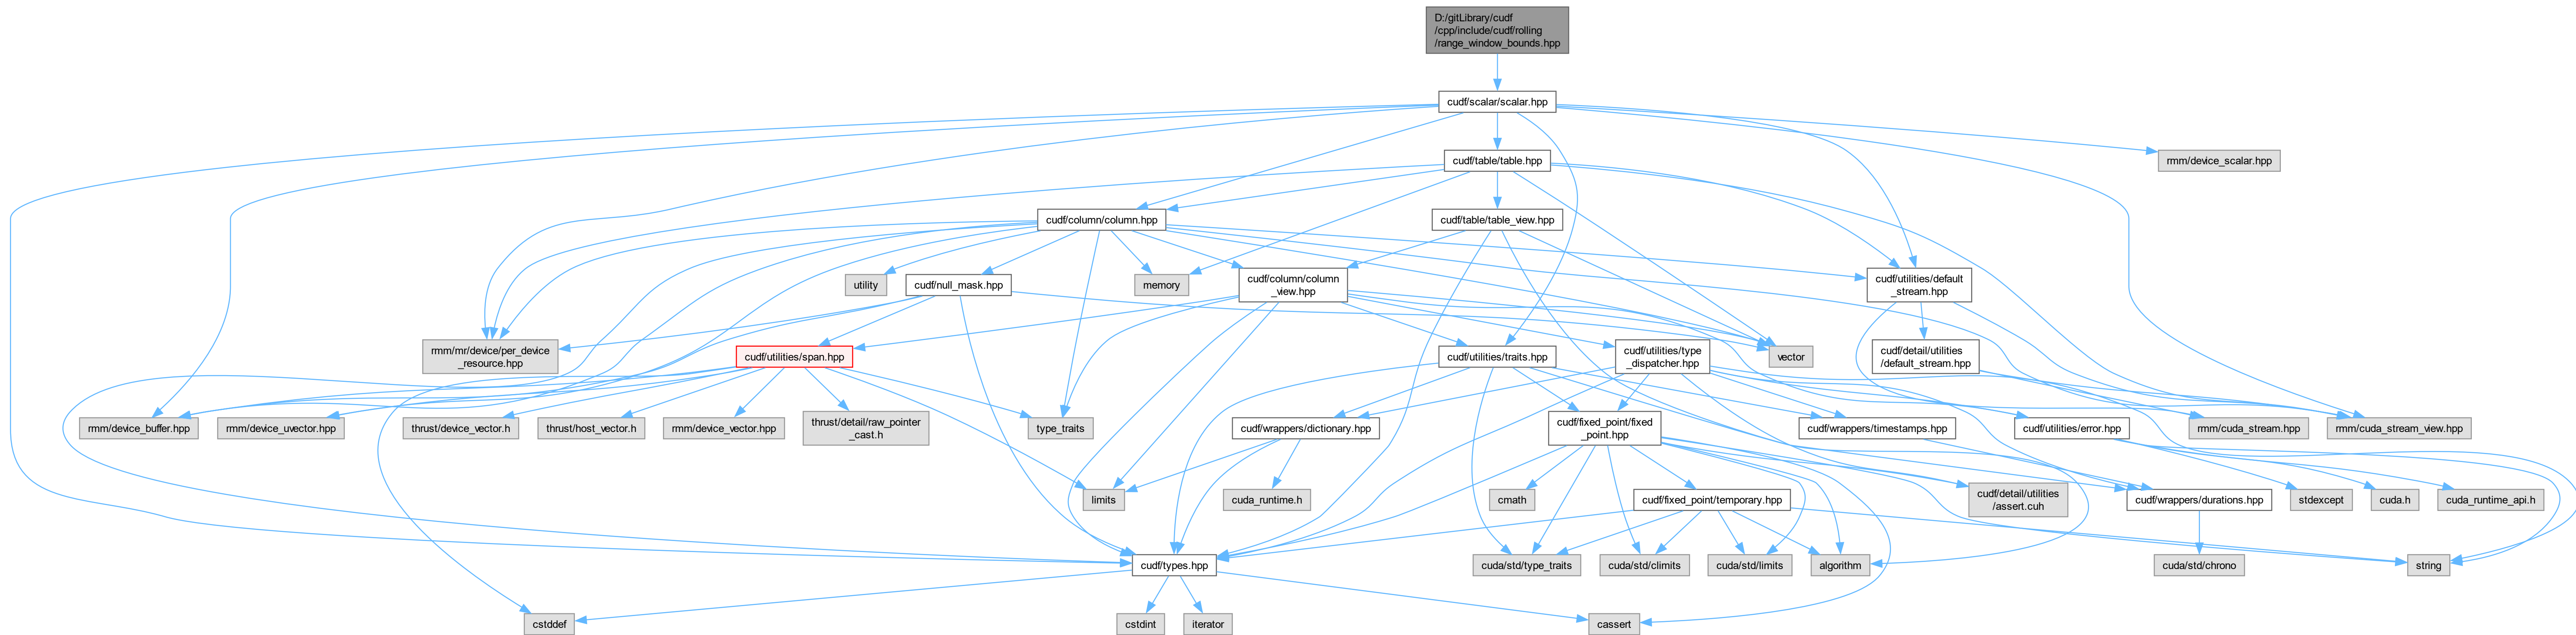 D:/gitLibrary/cudf
/cpp/include/cudf/rolling
/range_window_bounds.hpp
cudf/scalar/scalar.hpp
cudf/table/table.hpp
rmm/device_scalar.hpp
cudf/column/column.hpp
cudf/table/table_view.hpp
utility
cudf/null_mask.hpp
memory
cudf/column/column
_view.hpp
cudf/utilities/default
_stream.hpp
rmm/mr/device/per_device
_resource.hpp
cudf/utilities/span.hpp
cudf/utilities/traits.hpp
cudf/utilities/type
_dispatcher.hpp
vector
cudf/detail/utilities
/default_stream.hpp
rmm/device_buffer.hpp
rmm/device_uvector.hpp
thrust/device_vector.h
thrust/host_vector.h
rmm/device_vector.hpp
thrust/detail/raw_pointer
_cast.h
type_traits
cudf/wrappers/dictionary.hpp
cudf/fixed_point/fixed
_point.hpp
cudf/wrappers/timestamps.hpp
cudf/utilities/error.hpp
rmm/cuda_stream.hpp
rmm/cuda_stream_view.hpp
limits
cuda_runtime.h
cmath
cudf/fixed_point/temporary.hpp
cudf/detail/utilities
/assert.cuh
cudf/wrappers/durations.hpp
stdexcept
cuda.h
cuda_runtime_api.h
cudf/types.hpp
cuda/std/type_traits
cuda/std/climits
cuda/std/limits
algorithm
cuda/std/chrono
string
cstddef
cstdint
iterator
cassert